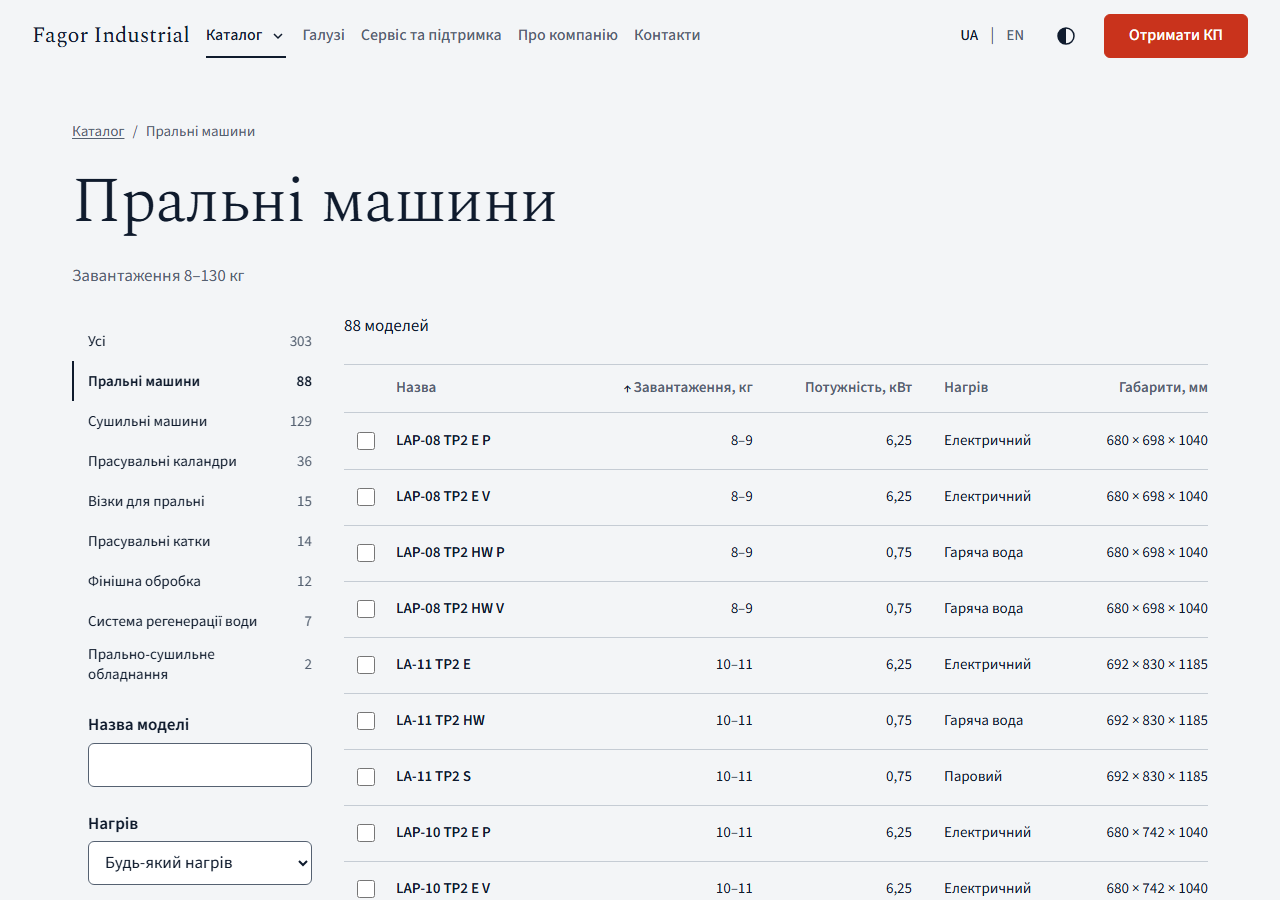 Fagor Industrial Каталог Галузі Сервіс та підтримка Про компанію Контакти UA | EN Отримати КП
Каталог / Пральні машини
Пральні машини
Завантаження 8–130 кг
Усі 303
Пральні машини 88
Сушильні машини 129
Прасувальні каландри 36
Візки для пральні 15
Прасувальні катки 14
Фінішна обробка 12
Система регенерації води 7
Прально-сушильне
обладнання 2
Назва моделі
Нагрів
Будь-який нагрів
88 моделей
Назва ↑ Завантаження, кг Потужність, кВт Нагрів Габарити, мм
LAP-08 TP2 E P 8–9 6,25 Електричний 680 × 698 × 1040
LAP-08 TP2 E V 8–9 6,25 Електричний 680 × 698 × 1040
LAP-08 TP2 HW P 8–9 0,75 Гаряча вода 680 × 698 × 1040
LAP-08 TP2 HW V 8–9 0,75 Гаряча вода 680 × 698 × 1040
LA-11 TP2 E 10–11 6,25 Електричний 692 × 830 × 1185
LA-11 TP2 HW 10–11 0,75 Гаряча вода 692 × 830 × 1185
LA-11 TP2 S 10–11 0,75 Паровий 692 × 830 × 1185
LAP-10 TP2 E P 10–11 6,25 Електричний 680 × 742 × 1040
LAP-10 TP2 E V 10–11 6,25 Електричний 680 × 742 × 1040